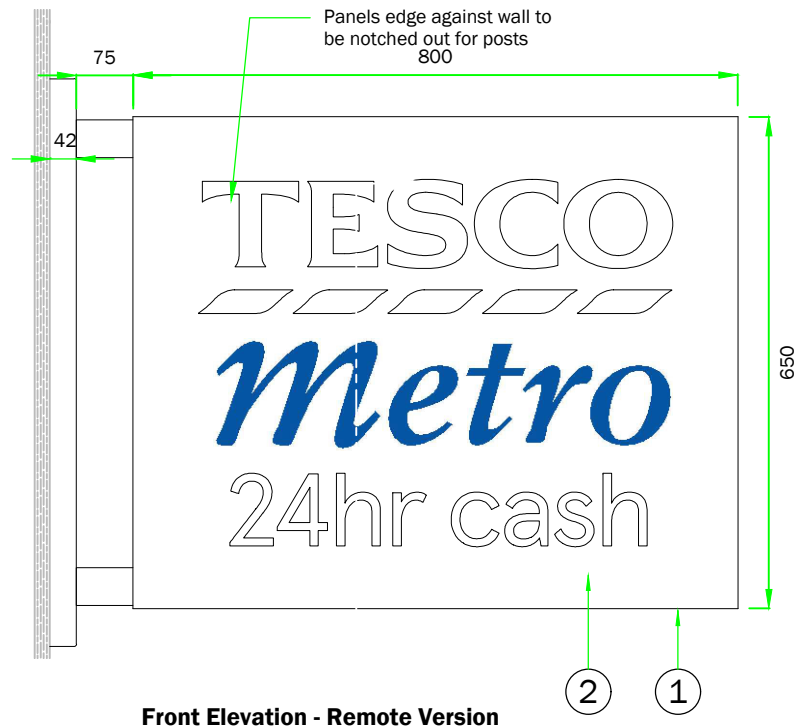 Panels edge against wall to
be notched out for posts
75
800
42
TESCO
Metro
24hr cash
650
2
1
Front Elevation - Remote Version